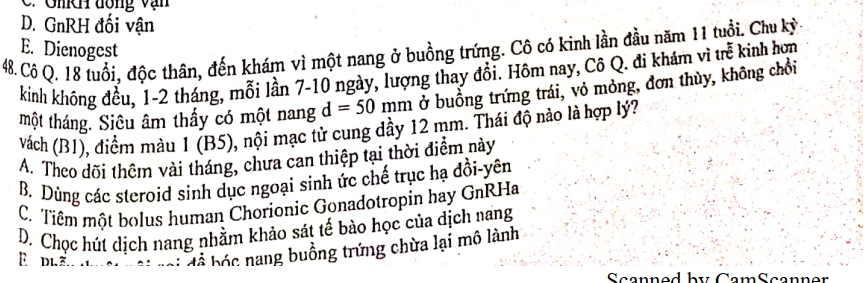 C. GnRH đồng vận
D. GnRH đối vận
E. Dienogest
48. Cô Q. 18 tuổi, độc thân, đến khám vì một nang ở buồng trứng. Cô có kinh lần đầu năm 11 tuổi. Chu kỳ
kinh không đều, 1-2 tháng, mỗi lần 7-10 ngày, lượng thay đổi. Hôm nay, Cô Q. đi khám vì trễ kinh hơn
một tháng. Siêu âm thấy có một nang d = 50 mm ở buồng trứng trái, vỏ mỏng, đơn thùy, không chồi
vách (B1), điểm màu 1 (B5), nội mạc tử cung dầy 12 mm. Thái độ nào là hợp lý?
A. Theo dõi thêm vài tháng, chưa can thiệp tại thời điểm này
B. Dùng các steroid sinh dục ngoại sinh ức chế trục hạ đồi-yên
C. Tiêm một bolus human Chorionic Gonadotropin hay GnRHa
D. Chọc hút dịch nang nhằm khảo sát tế bào học của dịch nang
E. để bóc nang buồng trứng chừa lại mô lành
Scanned by CamScanner